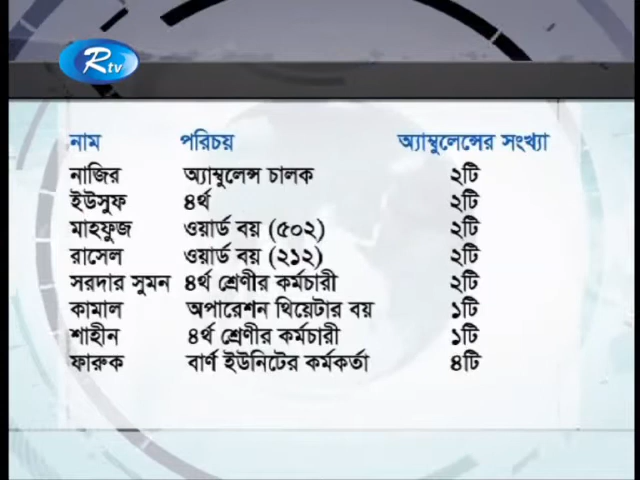 Rtv
নাম পরিচয় অ্যাম্বুলেন্সের সংখ্যা
নাজির অ্যাম্বুলেন্স চালক ২টি
ইউসুফ ৪র্থ ২টি
মাহফুজ ওয়ার্ড বয় (৫০২) ২টি
রাসেল ওয়ার্ড বয় (২১২) ২টি
সরদার সুমন ৪র্থ শ্রেণীর কর্মচারী ২টি
কামাল অপারেশন থিয়েটার বয় ১টি
শাহীন ৪র্থ শ্রেণীর কর্মচারী ১টি
ফারুক বার্ণ ইউনিটের কর্মকর্তা ৪টি